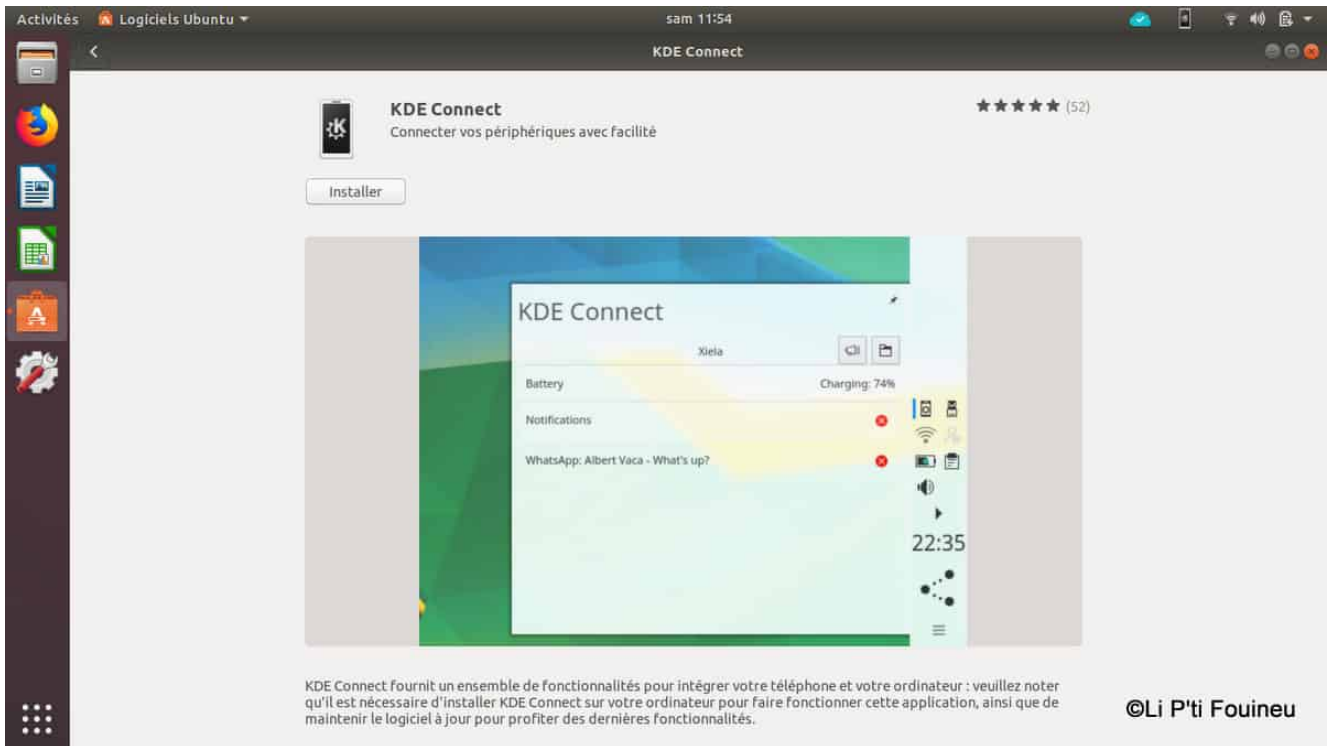 Activités
Logiciels Ubuntu
sam 11:54
KDE Connect
KDE Connect
Connecter vos périphériques avec facilité
(52)
Installer
KDE Connect
Xiela
Battery
Charging: 74%
Notifications
WhatsApp: Albert Vaca - What's up?
22:35
KDE Connect fournit un ensemble de fonctionnalités pour intégrer votre téléphone et votre ordinateur : veuillez noter
qu'il est nécessaire d'installer KDE Connect sur votre ordinateur pour faire fonctionner cette application, ainsi que de
maintenir le logiciel à jour pour profiter des dernières fonctionnalités.
©Li P'ti Fouineu